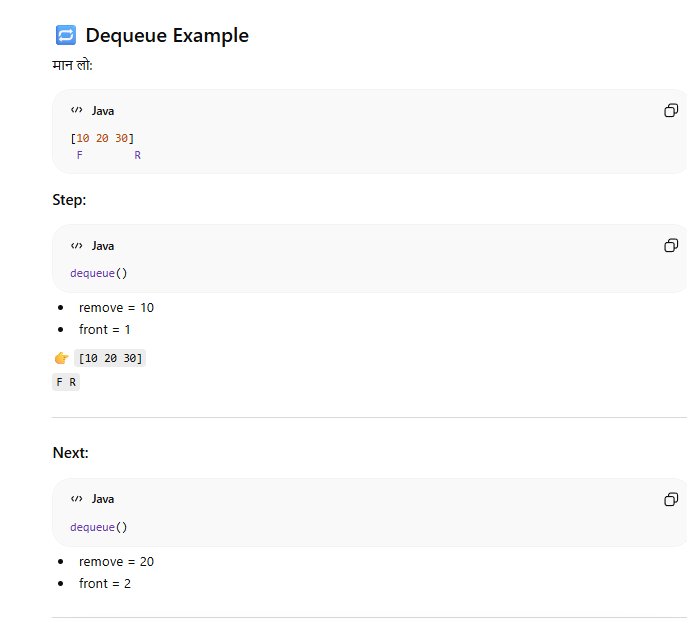 Dequeue Example
मान लो:
Java
[10 20 30]
F R
Step:
Java
dequeue()
remove = 10
front = 1
[10 20 30]
F R
Next:
Java
dequeue()
remove = 20
front = 2